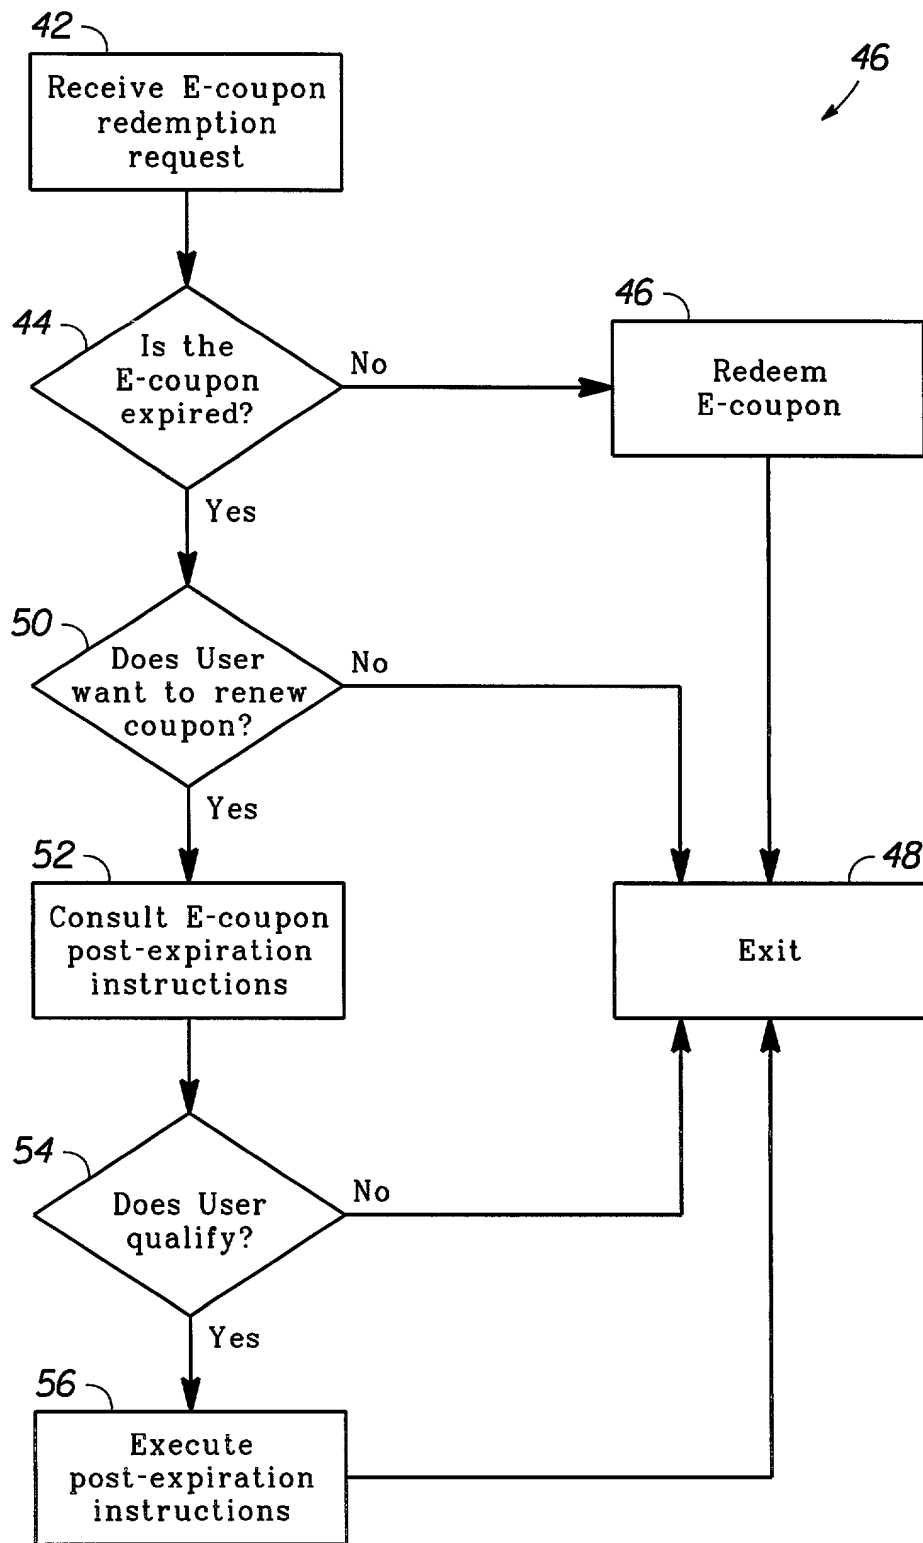 42
Receive E-coupon
redemption
request
46
44
Is the
E-coupon
expired?
No
46
Redeem
E-coupon
Yes
50
Does User
want to renew
coupon?
No
Yes
52
Consult E-coupon
post-expiration
instructions
48
Exit
54
Does User
qualify?
No
Yes
56
Execute
post-expiration
instructions